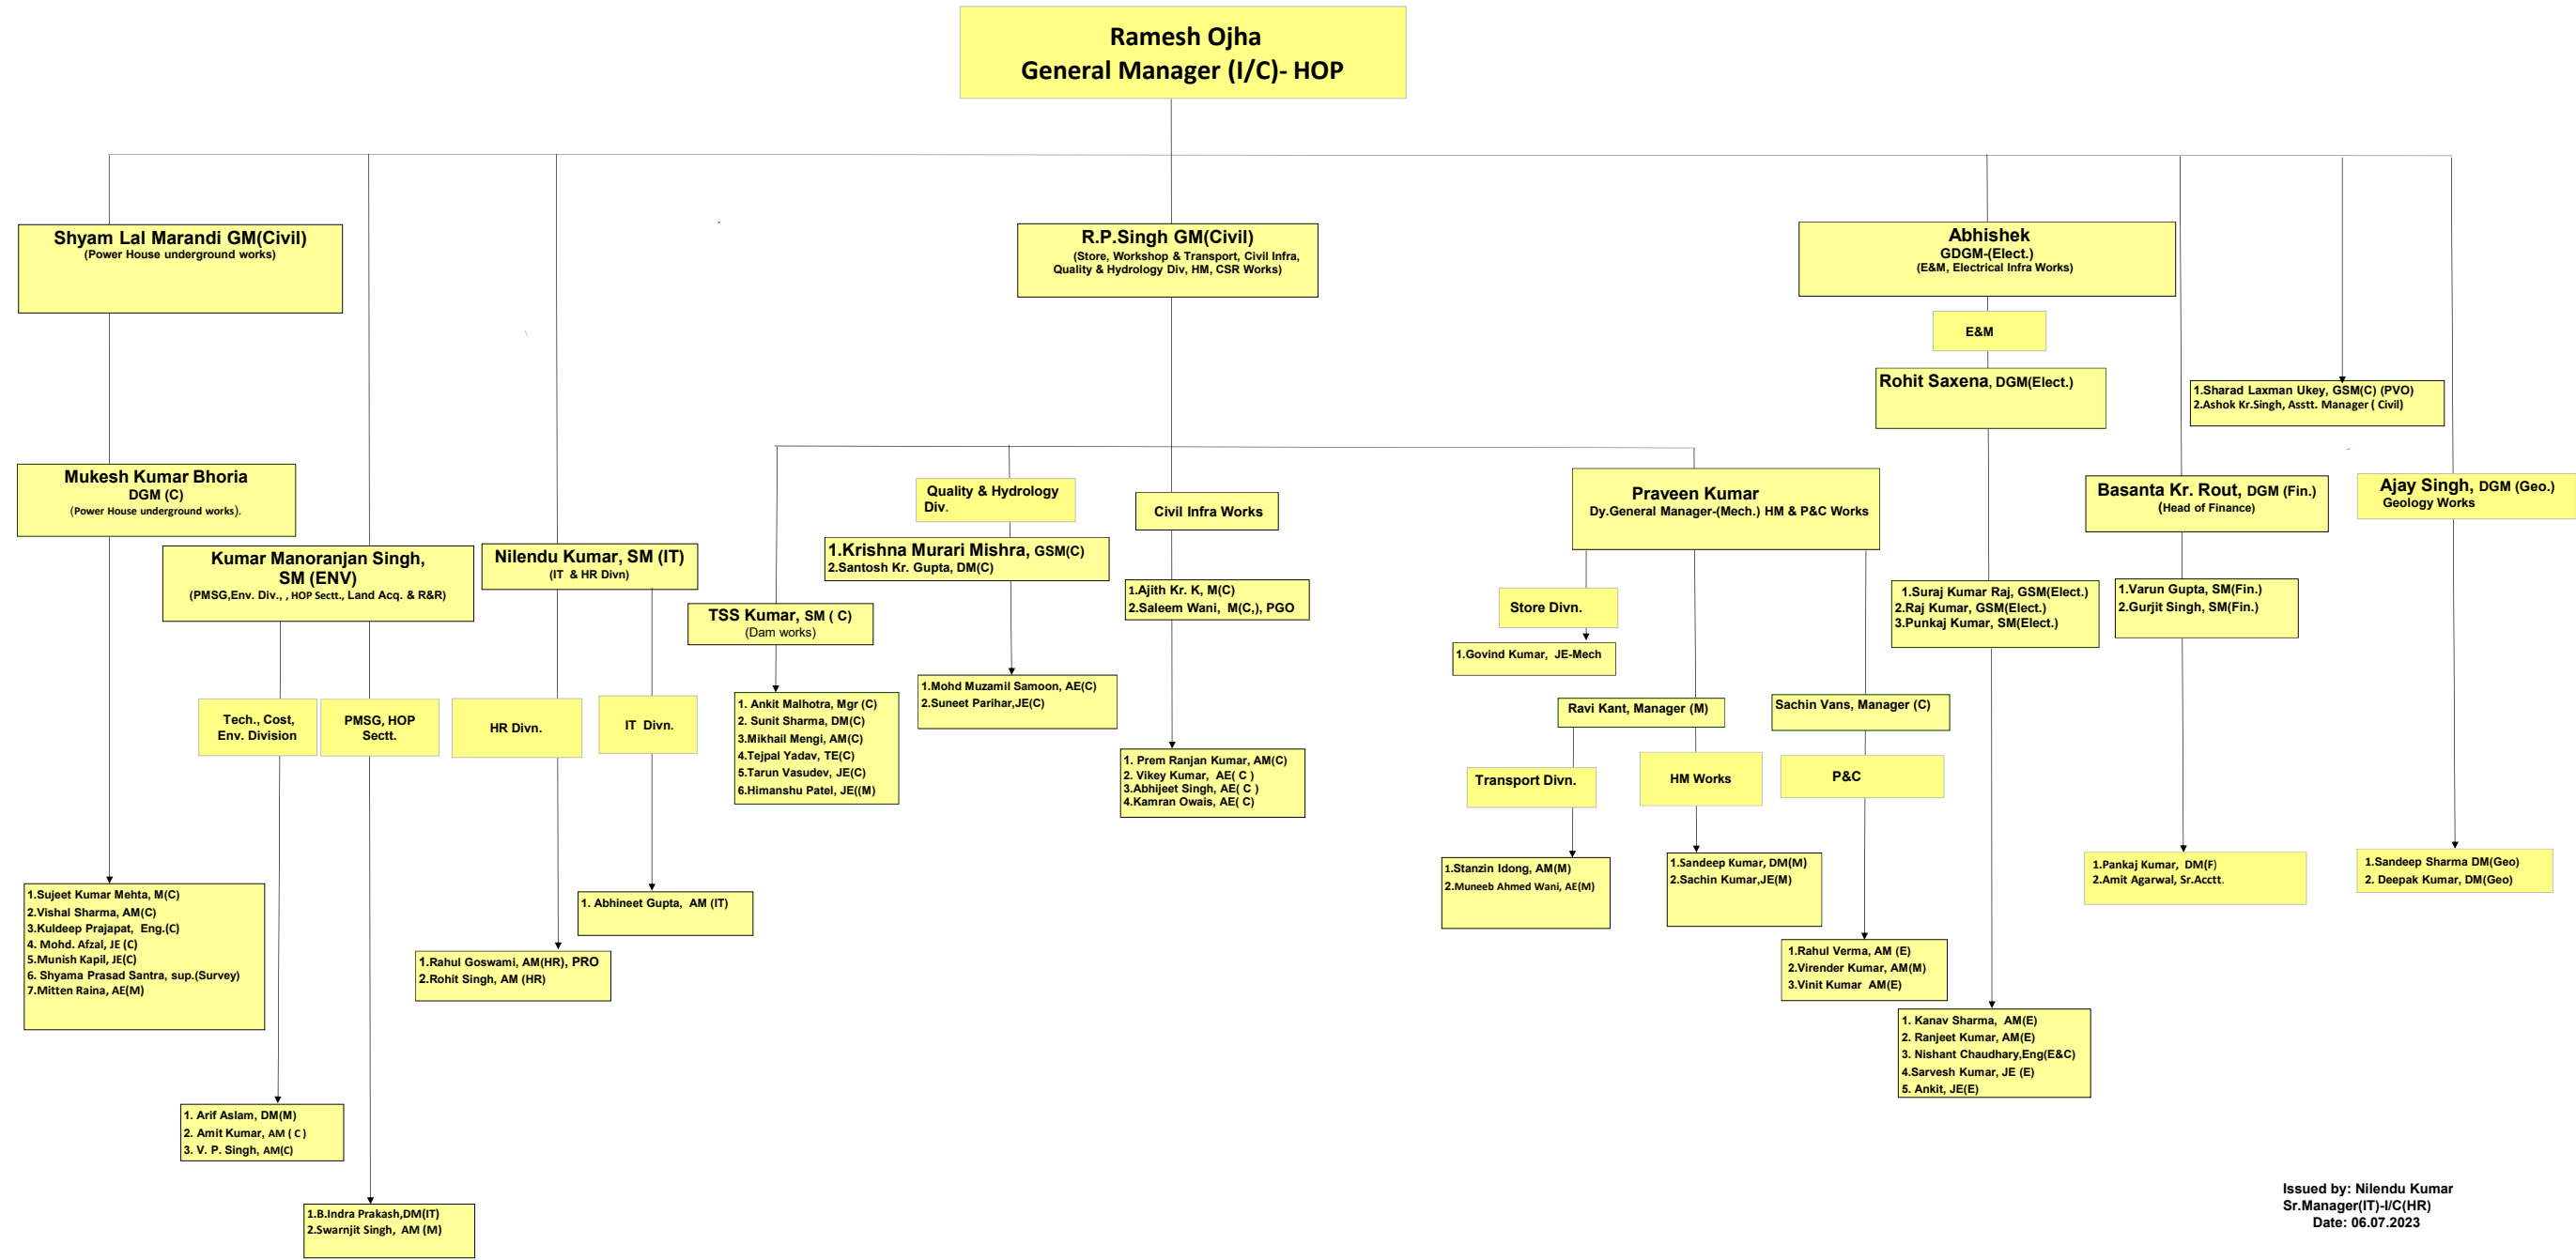 Ramesh Ojha
General Manager (I/C)- HOP
Shyam Lal Marandi GM(Civil)
(Power House underground works)
R.P.Singh GM(Civil)
(Store, Workshop & Transport, Civil Infra,
Quality & Hydrology Div, HM, CSR Works)
Abhishek
GDGM-(Elect.)
(E&M, Electrical Infra Works)
E&M
Rohit Saxena, DGM(Elect.)
1.Sharad Laxman Ukey, GSM(C) (PVO)
2.Ashok Kr.Singh, Asstt. Manager ( Civil)
Mukesh Kumar Bhoria
DGM (C)
(Power House underground works).
Quality & Hydrology
Div.
Civil Infra Works
Praveen Kumar
Dy.General Manager-(Mech.) HM & P&C Works
Basanta Kr. Rout, DGM (Fin.)
(Head of Finance)
Ajay Singh, DGM (Geo.)
Geology Works
Kumar Manoranjan Singh,
SM (ENV)
(PMSG,Env. Div., , HOP Sectt., Land Acq. & R&R)
Nilendu Kumar, SM (IT)
(IT & HR Divn)
1.Krishna Murari Mishra, GSM(C)
2.Santosh Kr. Gupta, DM(C)
1.Ajith Kr. K, M(C)
2.Saleem Wani, M(C,), PGO
TSS Kumar, SM ( C)
(Dam works)
Store Divn.
1.Govind Kumar, JE-Mech
1.Suraj Kumar Raj, GSM(Elect.)
2.Raj Kumar, GSM(Elect.)
3.Punkaj Kumar, SM(Elect.)
1.Varun Gupta, SM(Fin.)
2.Gurjit Singh, SM(Fin.)
Tech., Cost,
Env. Division
PMSG, HOP
Sectt.
HR Divn.
IT Divn.
1. Ankit Malhotra, Mgr (C)
2. Sunit Sharma, DM(C)
3.Mikhail Mengi, AM(C)
4.Tejpal Yadav, TE(C)
5.Tarun Vasudev, JE(C)
6.Himanshu Patel, JE((M)
1.Mohd Muzamil Samoon, AE(C)
2.Suneet Parihar,JE(C)
1. Prem Ranjan Kumar, AM(C)
2. Vikey Kumar, AE( C )
3.Abhijeet Singh, AE( C )
4.Kamran Owais, AE( C)
Ravi Kant, Manager (M)
Sachin Vans, Manager (C)
Transport Divn.
HM Works
P&C
1.Stanzin Idong, AM(M)
2.Muneeb Ahmed Wani, AE(M)
1.Sandeep Kumar, DM(M)
2.Sachin Kumar,JE(M)
1.Pankaj Kumar, DM(F)
2.Amit Agarwal, Sr.Acctt.
1.Sandeep Sharma DM(Geo)
2. Deepak Kumar, DM(Geo)
1.Sujeet Kumar Mehta, M(C)
2.Vishal Sharma, AM(C)
3.Kuldeep Prajapat, Eng.(C)
4. Mohd. Afzal, JE (C)
5.Munish Kapil, JE(C)
6. Shyama Prasad Santra, sup.(Survey)
7.Mitten Raina, AE(M)
1. Abhineet Gupta, AM (IT)
1.Rahul Goswami, AM(HR), PRO
2.Rohit Singh, AM (HR)
1.Rahul Verma, AM (E)
2.Virender Kumar, AM(M)
3.Vinit Kumar AM(E)
1. Kanav Sharma, AM(E)
2. Ranjeet Kumar, AM(E)
3. Nishant Chaudhary,Eng(E&C)
4.Sarvesh Kumar, JE (E)
5. Ankit, JE(E)
1. Arif Aslam, DM(M)
2. Amit Kumar, AM ( C )
3. V. P. Singh, AM(C)
1.B.Indra Prakash,DM(IT)
2.Swarnjit Singh, AM (M)
Issued by: Nilendu Kumar
Sr.Manager(IT)-I/C(HR)
Date: 06.07.2023